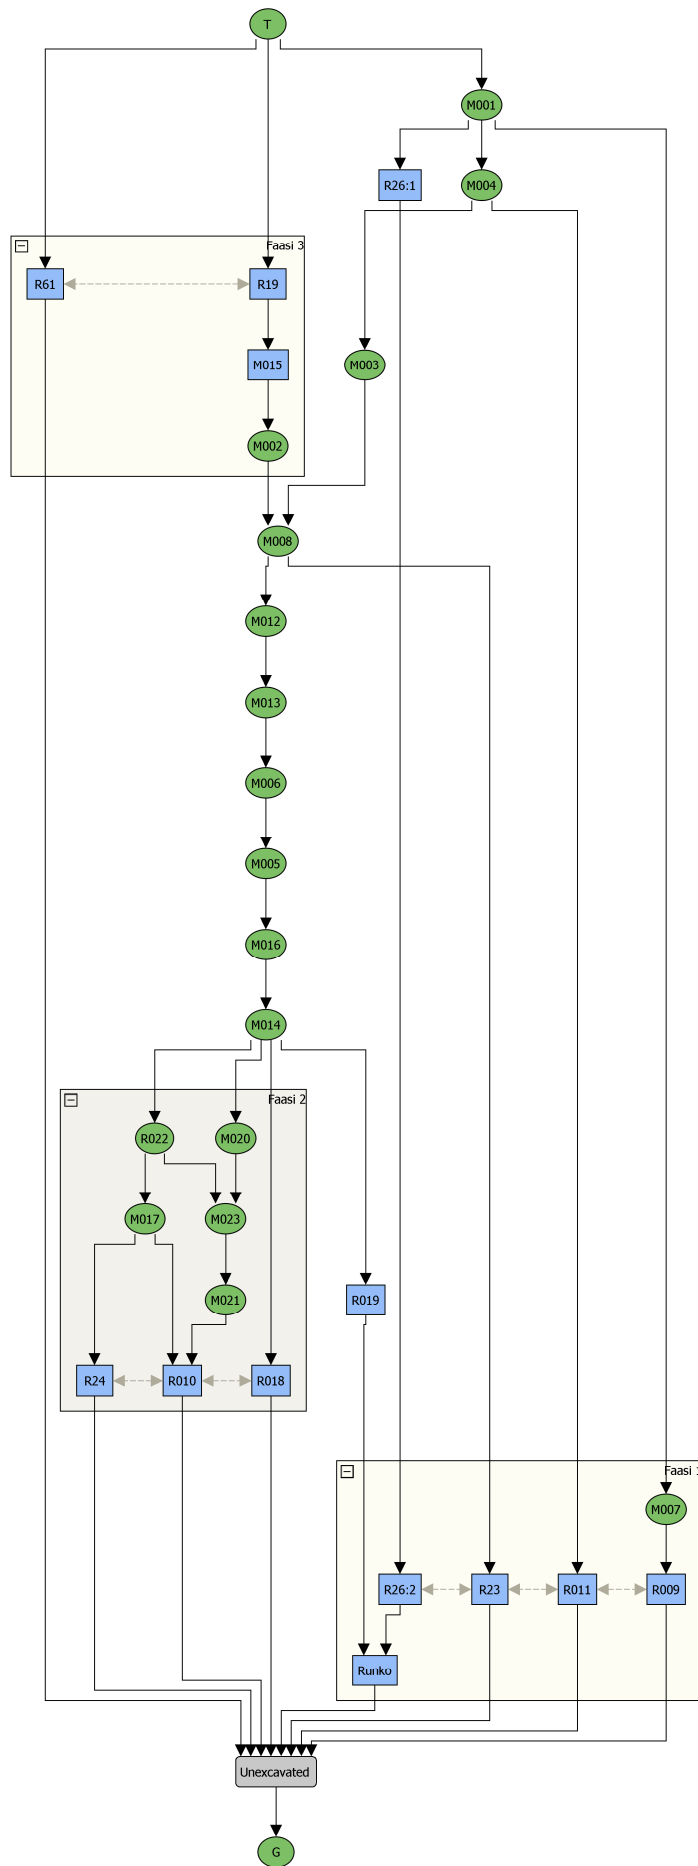 T
M001
R26:1
M004
Faasi 3
R61
R19
M015
M003
M002
M008
M012
M013
M006
M005
M016
M014
Faasi 2
R022
M020
M017
M023
M021
R019
R24
R010
R018
Faasi 1
M007
R26:2
R23
R011
R009
Runko
Unexcavated
G